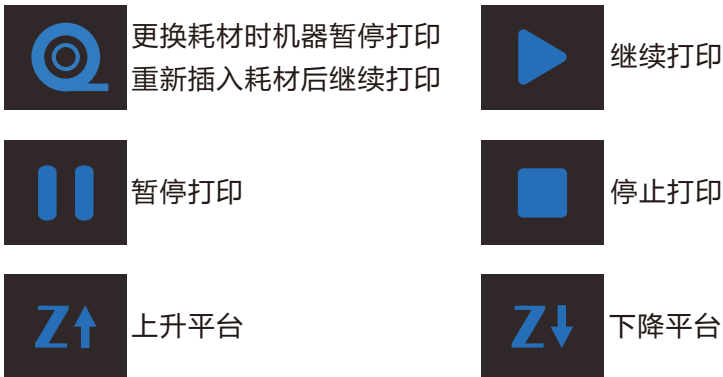 更换耗材时机器暂停打印
重新插入耗材后继续打印
继续打印
暂停打印
停止打印
Z
上升平台
Z
下降平台